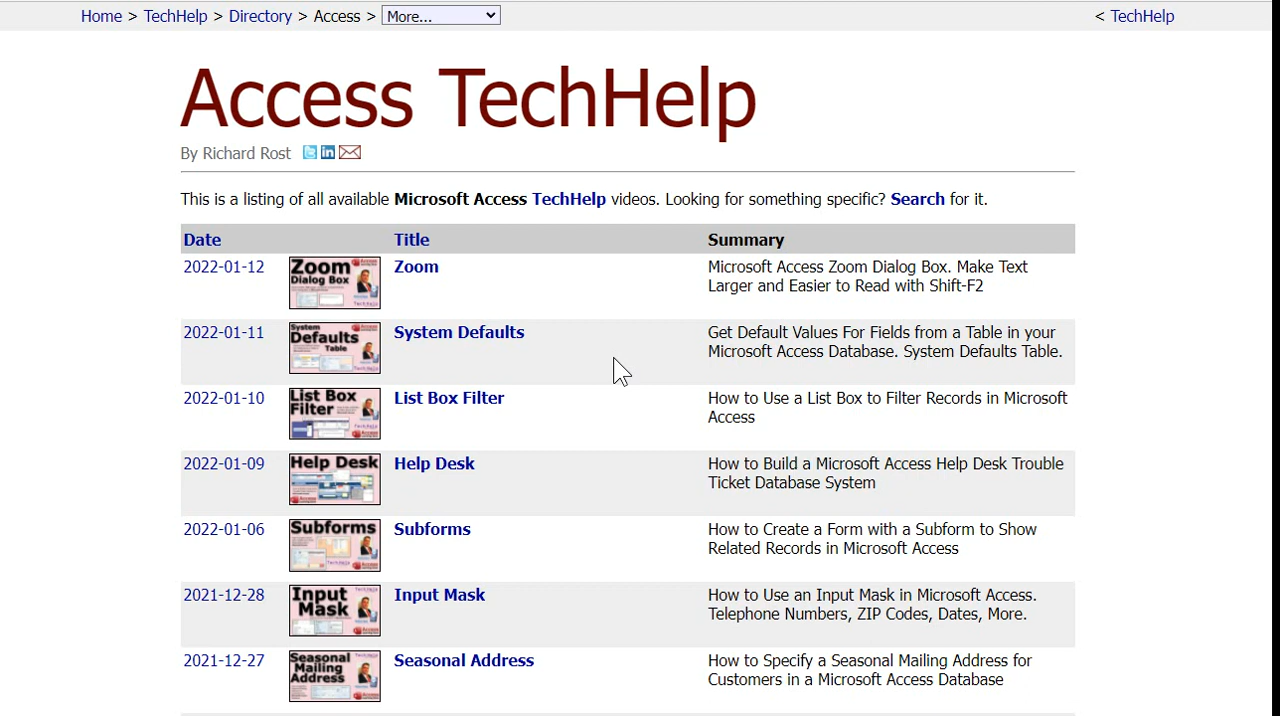 Home > TechHelp > Directory > Access > More...
< TechHelp
Access TechHelp
By Richard Rost
This is a listing of all available Microsoft Access TechHelp videos. Looking for something specific? Search for it.
Date Title Summary
2022-01-12 Zoom Dialog Box Zoom Microsoft Access Zoom Dialog Box. Make Text
Larger and Easier to Read with Shift-F2
2022-01-11 System Defaults Table System Defaults Get Default Values For Fields from a Table in your
Microsoft Access Database. System Defaults Table.
2022-01-10 List Box Filter List Box Filter How to Use a List Box to Filter Records in Microsoft
Access
2022-01-09 Help Desk Help Desk How to Build a Microsoft Access Help Desk Trouble
Ticket Database System
2022-01-06 Subforms Subforms How to Create a Form with a Subform to Show
Related Records in Microsoft Access
2021-12-28 Input Mask Input Mask How to Use an Input Mask in Microsoft Access.
Telephone Numbers, ZIP Codes, Dates, More.
2021-12-27 Seasonal Mailing Address TechHelp Seasonal Address How to Specify a Seasonal Mailing Address for
Customers in a Microsoft Access Database